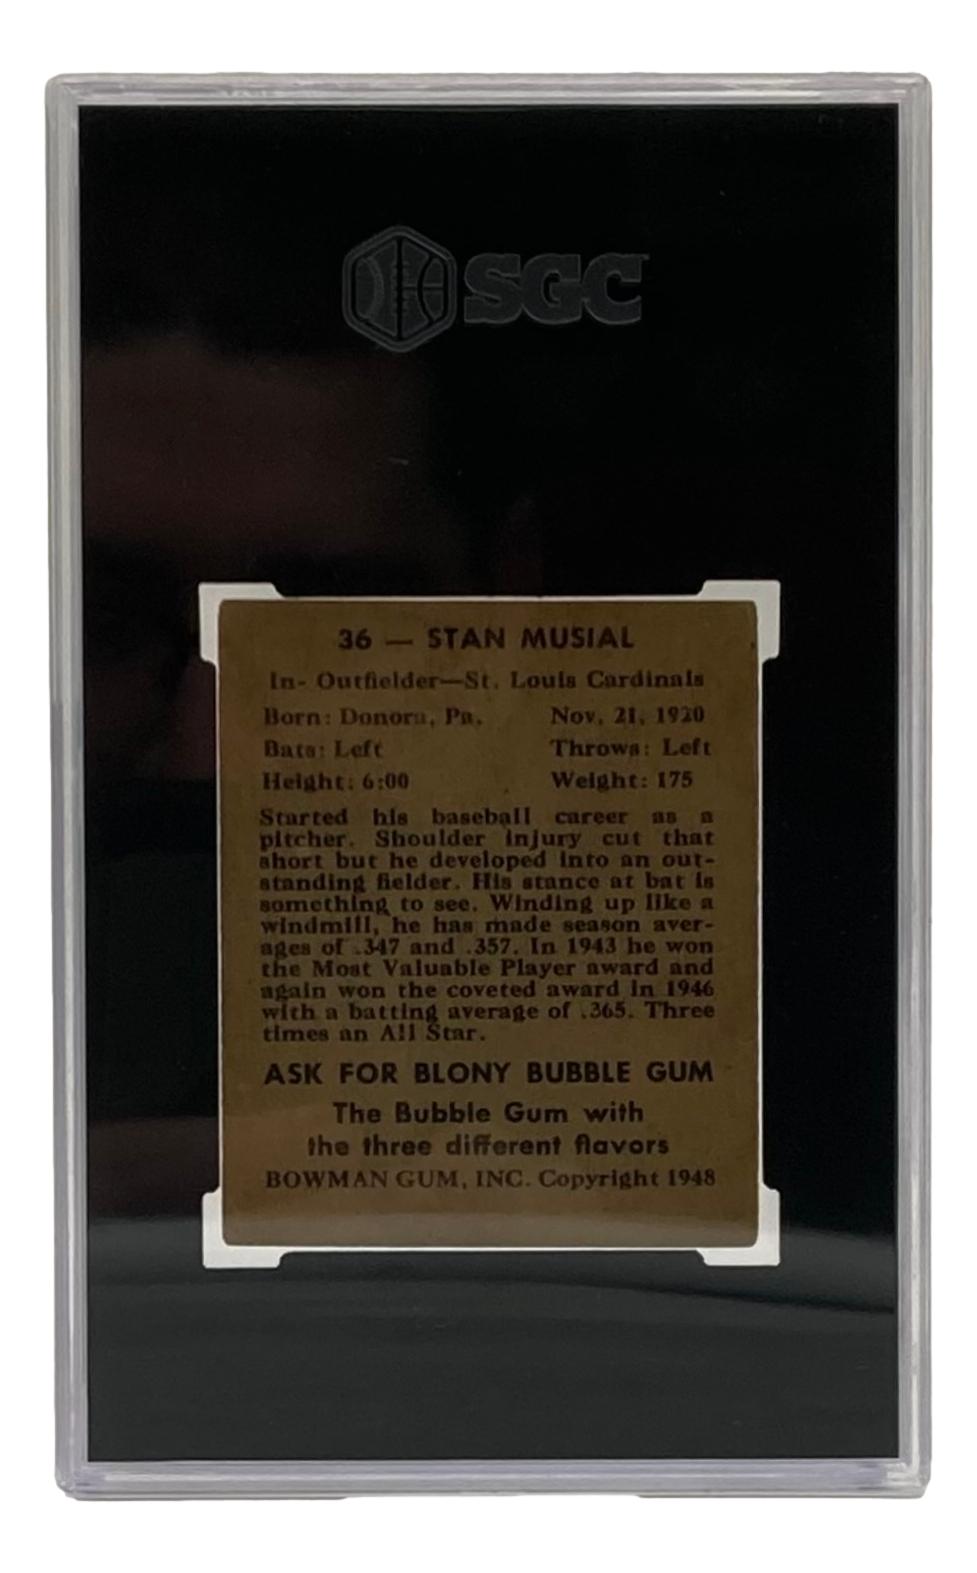 SGC
36 — STAN MUSIAL
In- Outfielder—St. Louis Cardinals
Born: Donora, Pa. Nov. 21, 1920
Bats: Left Throws: Left
Height: 6:00 Weight: 175
Started his baseball career as a
pitcher. Shoulder injury cut that
short but he developed into an out-
standing fielder. His stance at bat is
something to see. Winding up like a
windmill, he has made season aver-
ages of .347 and .357. In 1943 he won
the Most Valuable Player award and
again won the coveted award in 1946
with a batting average of .365. Three
times an All Star.
ASK FOR BLONY BUBBLE GUM
The Bubble Gum with
the three different flavors
BOWMAN GUM, INC. Copyright 1948